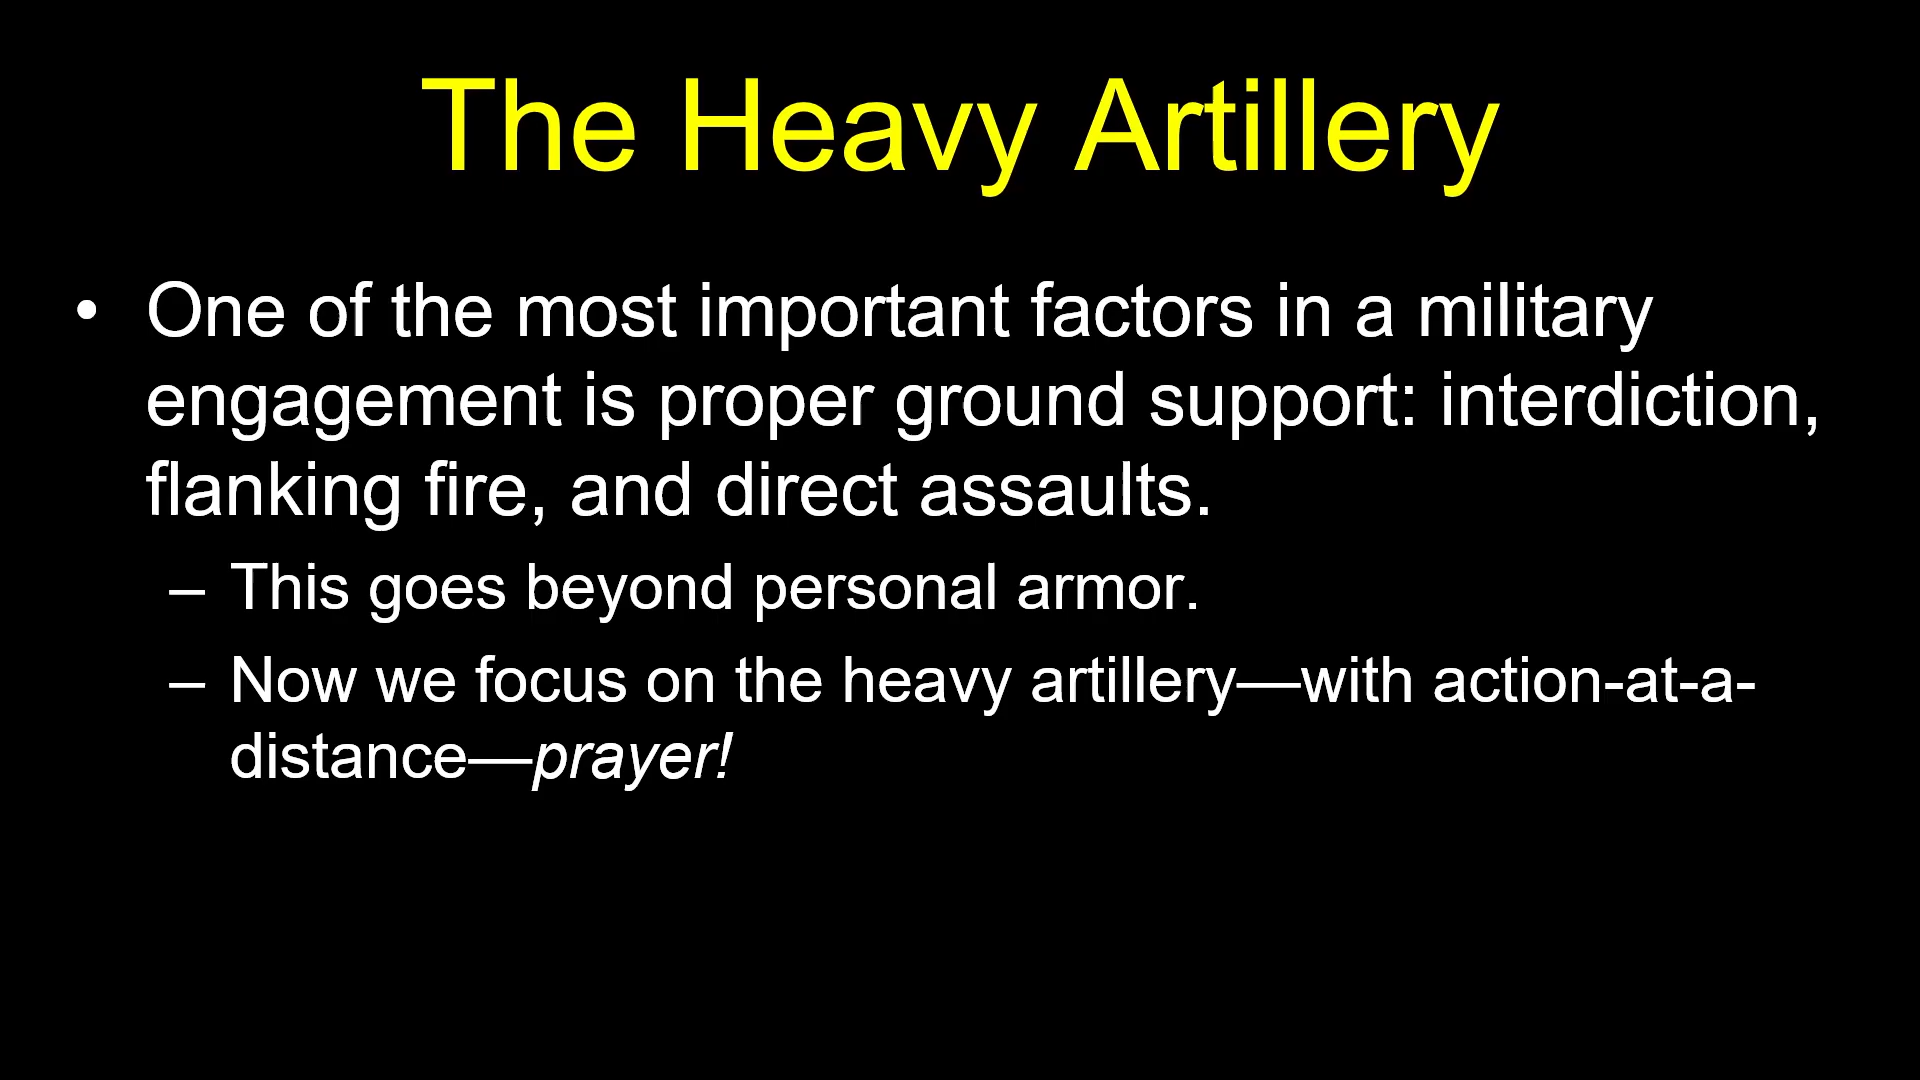 The Heavy Artillery
• One of the most important factors in a military
engagement is proper ground support: interdiction,
flanking fire, and direct assaults.
– This goes beyond personal armor.
– Now we focus on the heavy artillery—with action-at-a-
distance—prayer!